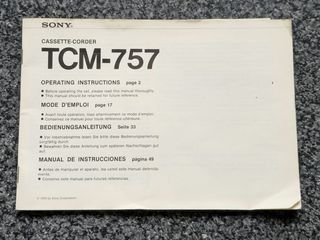 SONY
CASSETTE-CORDER
TCM-757
OPERATING INSTRUCTIONS page 2
● Before operating the set, please read this manual thoroughly.
● This manual should be retained for future reference.
MODE D'EMPLOI page 17
● Avant toute opération, lisez attentivement ce mode d'emploi.
● Conservez ce manuel pour toute référence ultérieure.
BEDIENUNGSANLEITUNG Seite 33
● Vor Inbetriebnahme lesen Sie bitte diese Bedienungsanleitung
sorgfältig durch.
● Bewahren Sie diese Anleitung zum späteren Nachschlagen gut
auf.
MANUAL DE INSTRUCCIONES página 49
● Antes de manipular el aparato, lea usted este manual detenida-
mente.
● Conserve este manual para futuras referencias.
by Sony Corporation